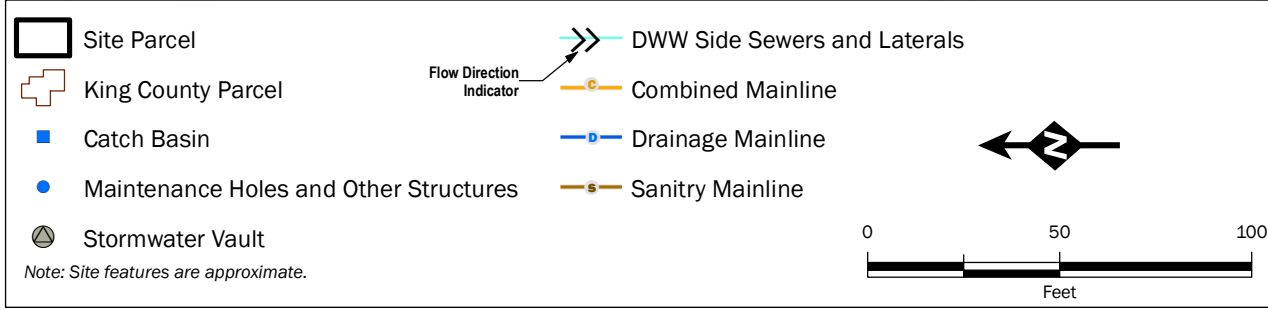 Site Parcel
King County Parcel
Catch Basin
Maintenance Holes and Other Structures
Stormwater Vault
Note: Site features are approximate.
DWW Side Sewers and Laterals
Flow Direction
Indicator
C
Combined Mainline
D
Drainage Mainline
S
Sanitry Mainline
N
0 50 100
Feet